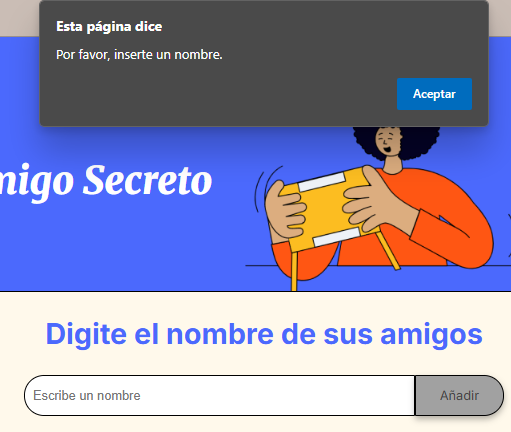 Esta página dice
Por favor, inserte un nombre.
Aceptar
migo Secreto
Digite el nombre de sus amigos
Escribe un nombre
Añadir